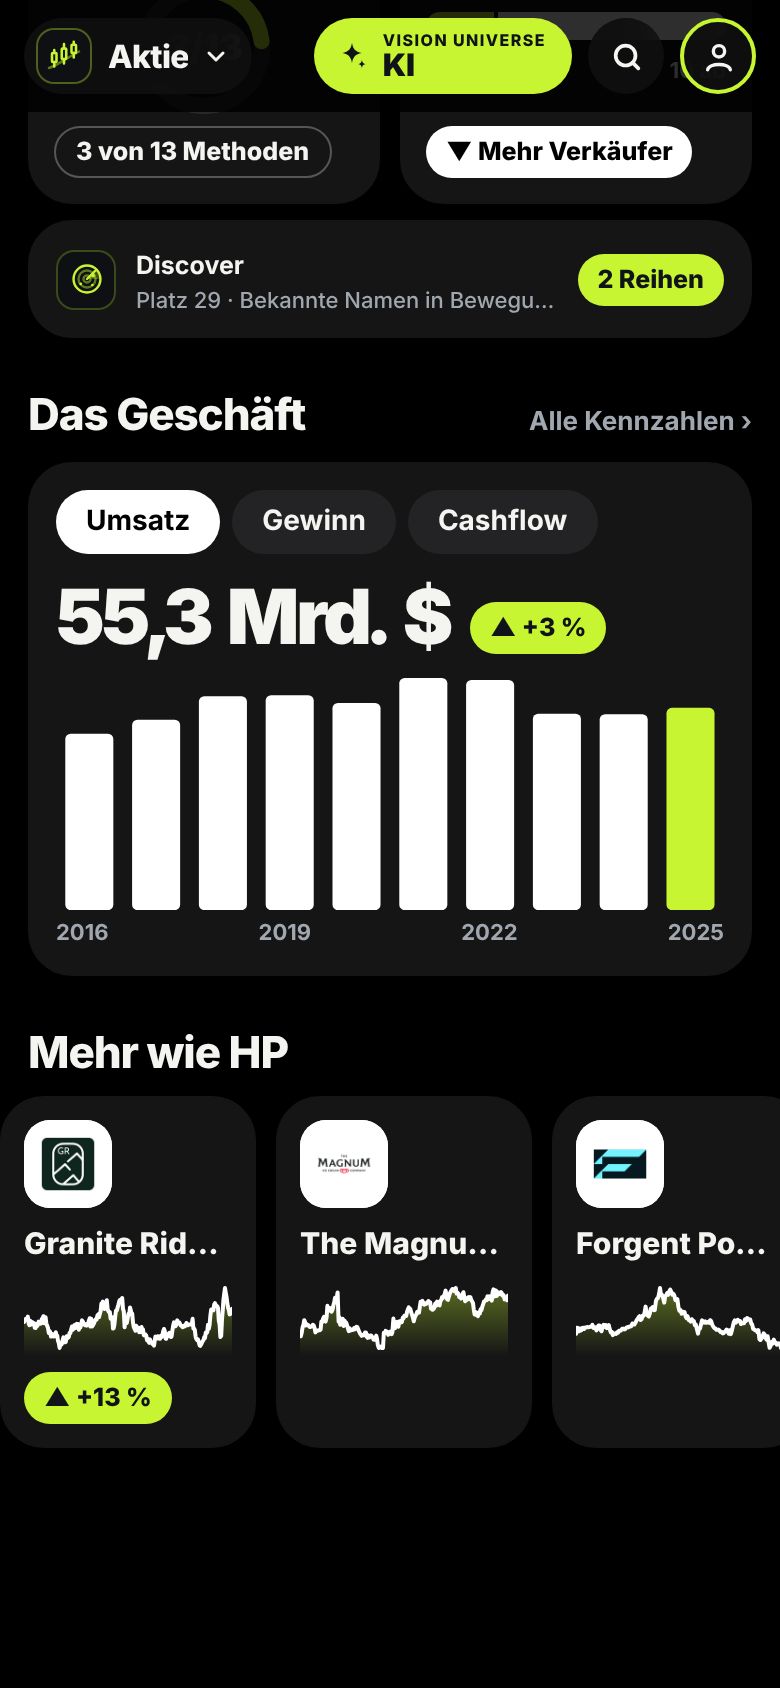 Aktie
VISION UNIVERSE
KI
3 von 13 Methoden
▼ Mehr Verkäufer
Discover
Platz 29 · Bekannte Namen in Bewegu...
2 Reihen
Das Geschäft
Alle Kennzahlen ›
Umsatz
Gewinn
Cashflow
55,3 Mrd. $
▲ +3 %
2016
2019
2022
2025
Mehr wie HP
GR
MAGNUM
Granite Rid...
The Magnu...
Forgent Po...
▲ +13 %